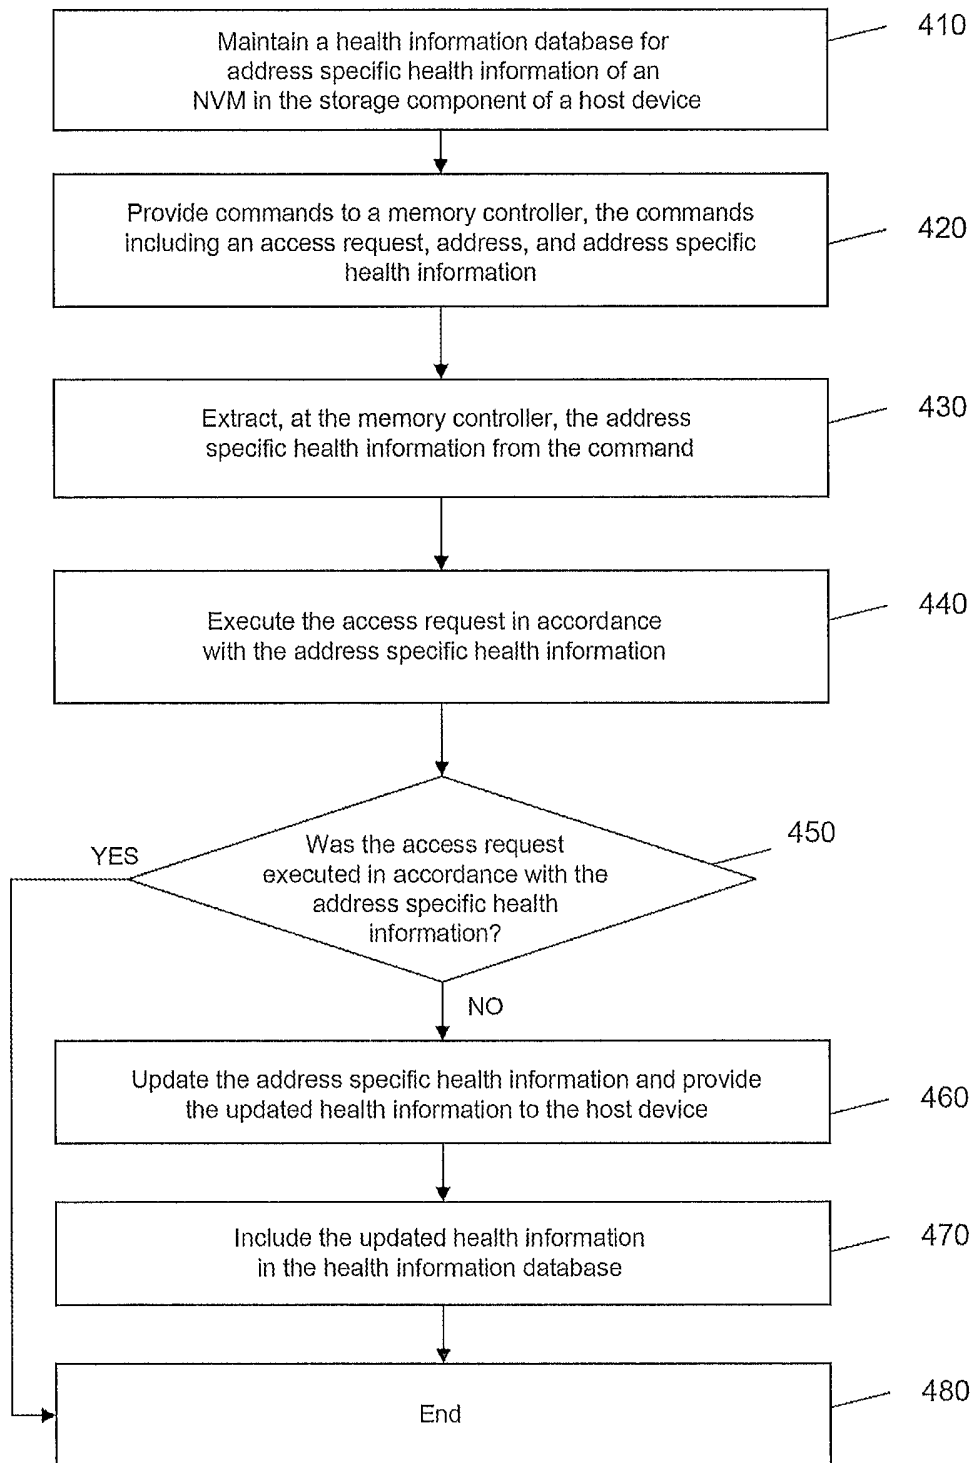 410
Maintain a health information database for
address specific health information of an
NVM in the storage component of a host device
420
Provide commands to a memory controller, the commands
including an access request, address, and address specific
health information
430
Extract, at the memory controller, the address
specific health information from the command
440
Execute the access request in accordance
with the address specific health information
450
YES
Was the access request
executed in accordance with the
address specific health
information?
NO
460
Update the address specific health information and provide
the updated health information to the host device
470
Include the updated health information
in the health information database
480
End